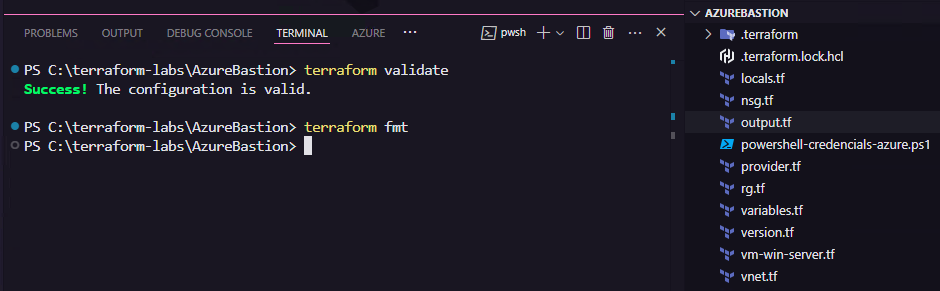 PROBLEMS OUTPUT DEBUG CONSOLE TERMINAL AZURE ··· pwsh
PS C:\terraform-labs\AzureBastion> terraform validate
Success! The configuration is valid.
PS C:\terraform-labs\AzureBastion> terraform fmt
PS C:\terraform-labs\AzureBastion>
AZUREBASTION
.terraform
.terraform.lock.hcl
locals.tf
nsg.tf
output.tf
powershell-credencials-azure.ps1
provider.tf
rg.tf
variables.tf
version.tf
vm-win-server.tf
vnet.tf